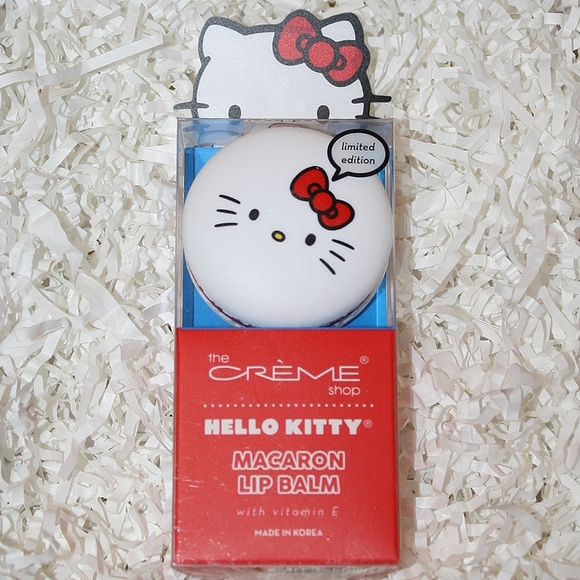 limited
edition
the
CRÈME®
shop
HELLO KITTY®
MACARON
LIP BALM
with vitamin E
MADE IN KOREA